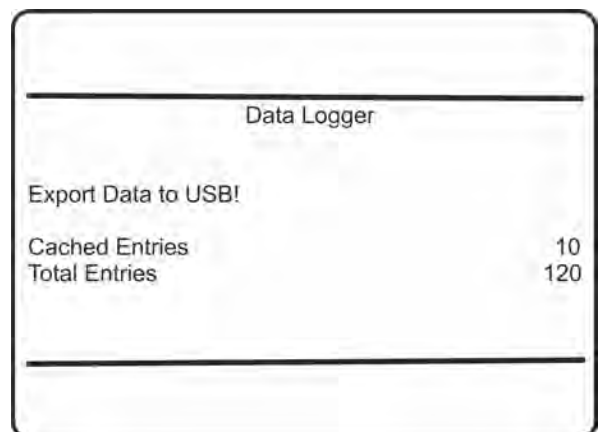 Data Logger
Export Data to USB!
Cached Entries 10
Total Entries 120